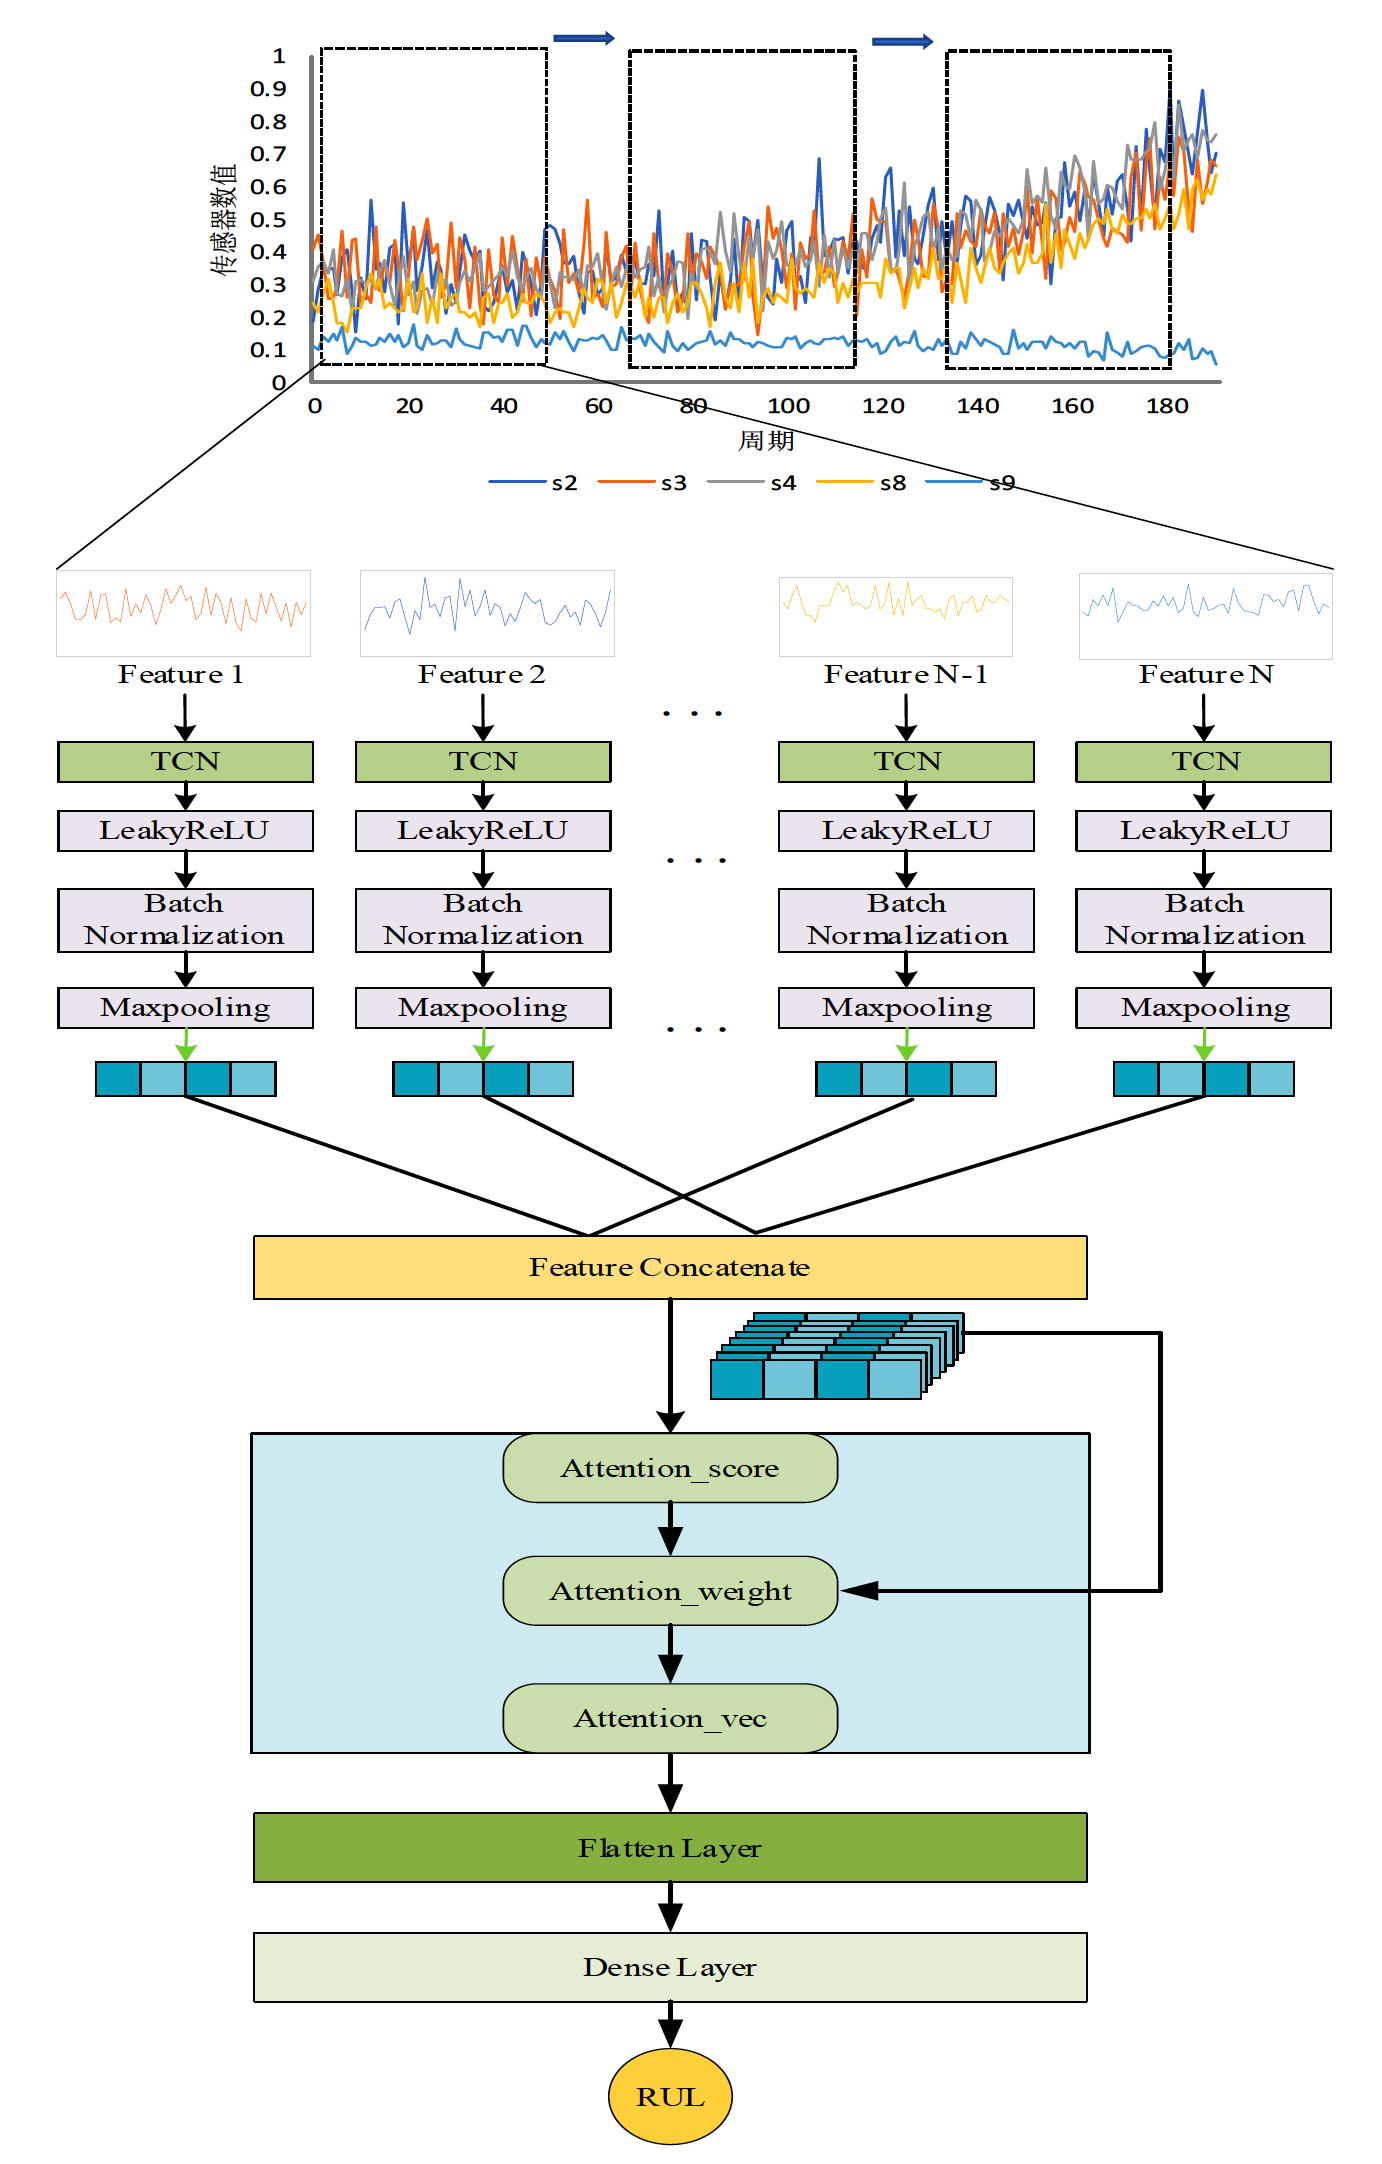 1
0.9
0.8
0.7
0.6
0.5
0.4
0.3
0.2
0.1
0
传感器数值
0 20 40 60 80 100 120 140 160 180
周期
s2 s3 s4 s8 s9
Feature 1 Feature 2 Feature N-1 Feature N
. . .
TCN TCN TCN TCN
LeakyReLU LeakyReLU LeakyReLU LeakyReLU
. . .
Batch Batch Batch Batch
Normalization Normalization Normalization Normalization
Maxpooling Maxpooling Maxpooling Maxpooling
. . .
Feature Concatenate
Attention_score
Attention_weight
Attention_vec
Flatten Layer
Dense Layer
RUL